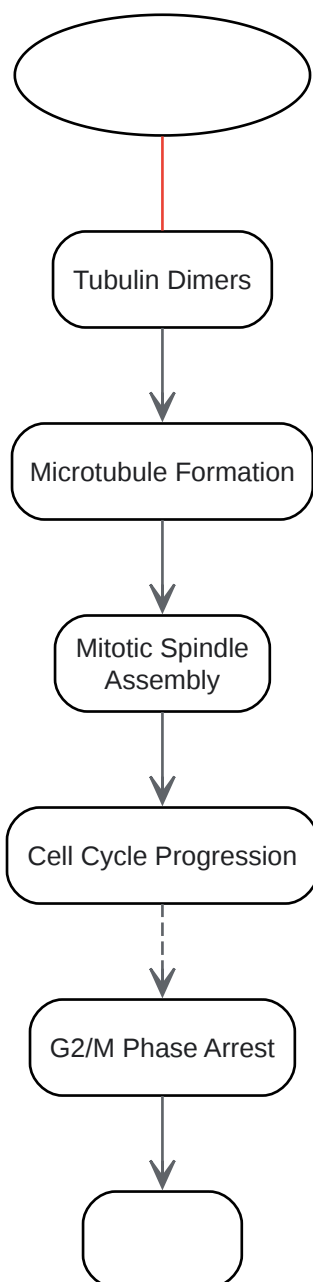 Tubulin Dimers
Microtubule Formation
Mitotic Spindle
Assembly
Cell Cycle Progression
G2/M Phase Arrest